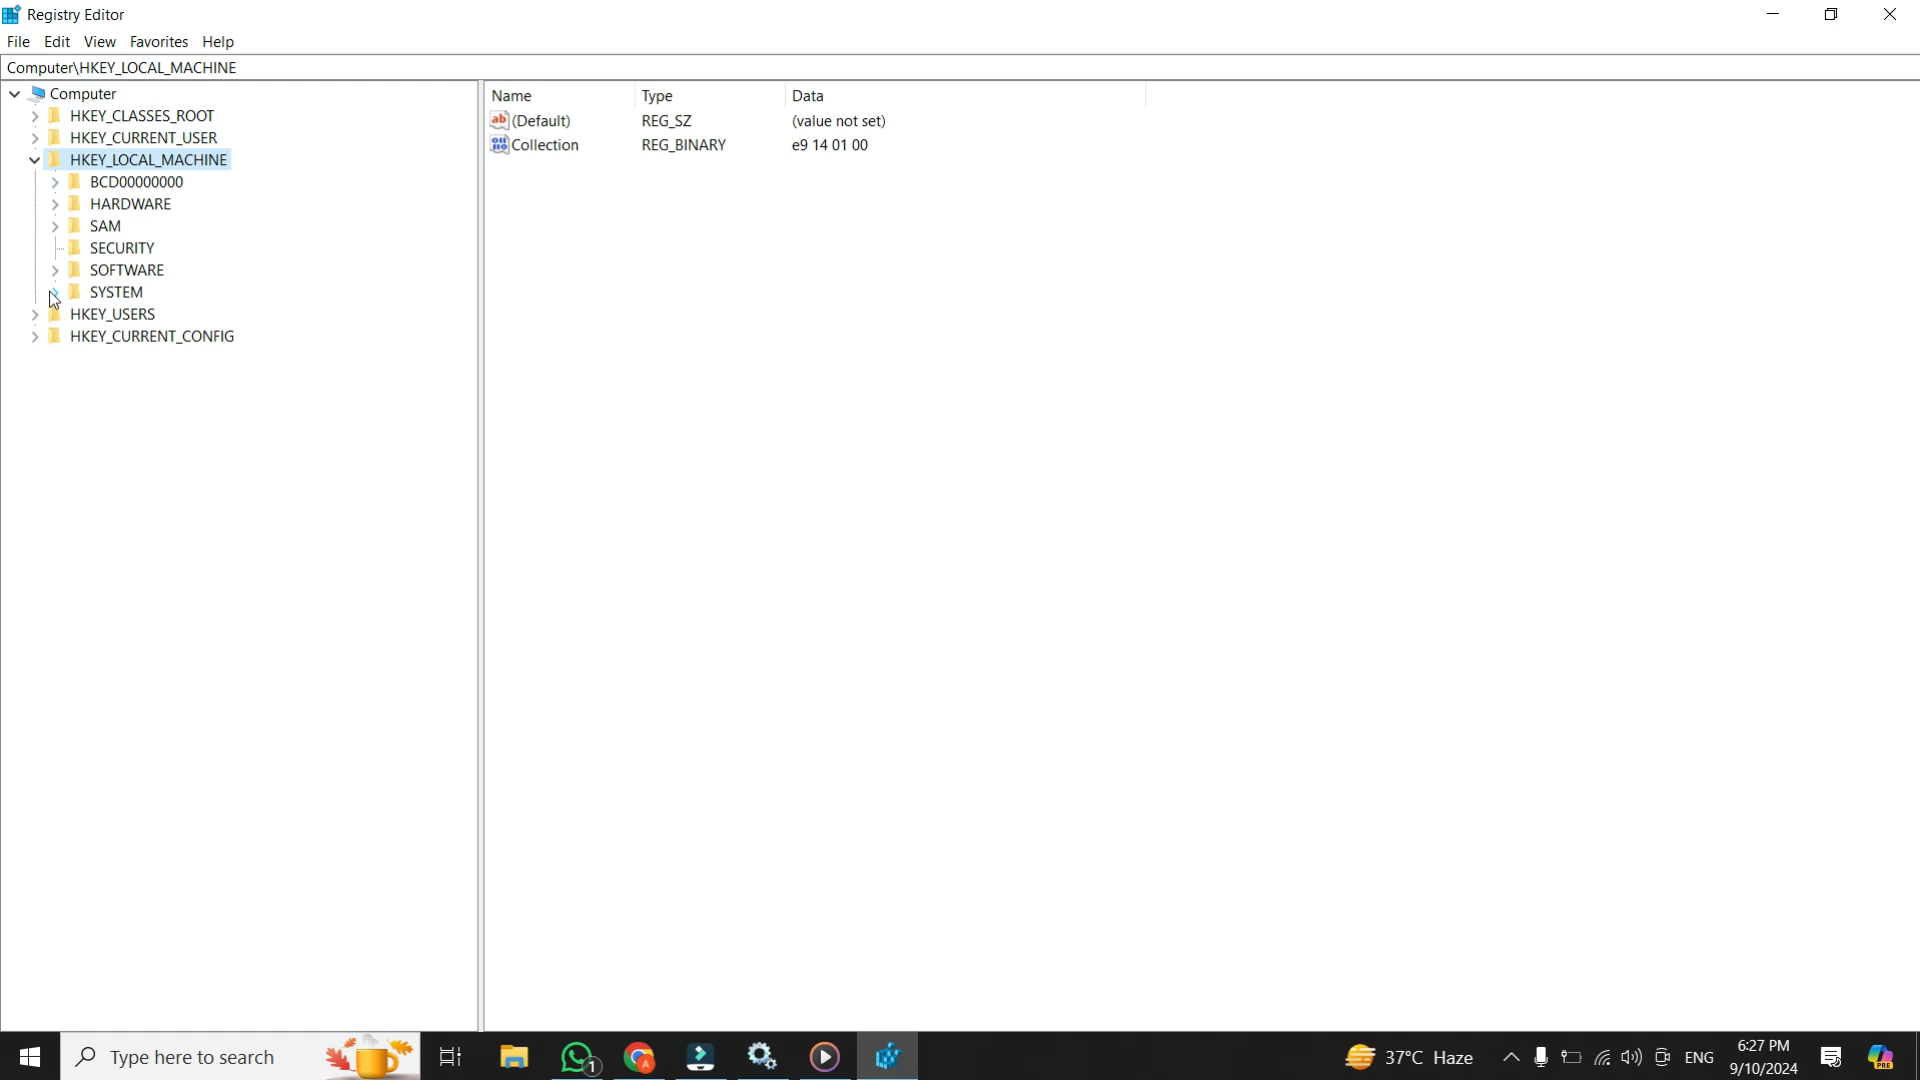 Registry Editor
File Edit View Favorites Help
Computer\HKEY_LOCAL_MACHINE
Computer
HKEY_CLASSES_ROOT
HKEY_CURRENT_USER
HKEY_LOCAL_MACHINE
BCD00000000
HARDWARE
SAM
SECURITY
SOFTWARE
SYSTEM
HKEY_USERS
HKEY_CURRENT_CONFIG
Name Type Data
(Default) REG_SZ (value not set)
Collection REG_BINARY e9 14 01 00
Type here to search
1
A
37°C Haze
ENG
6:27 PM
9/10/2024
PRE